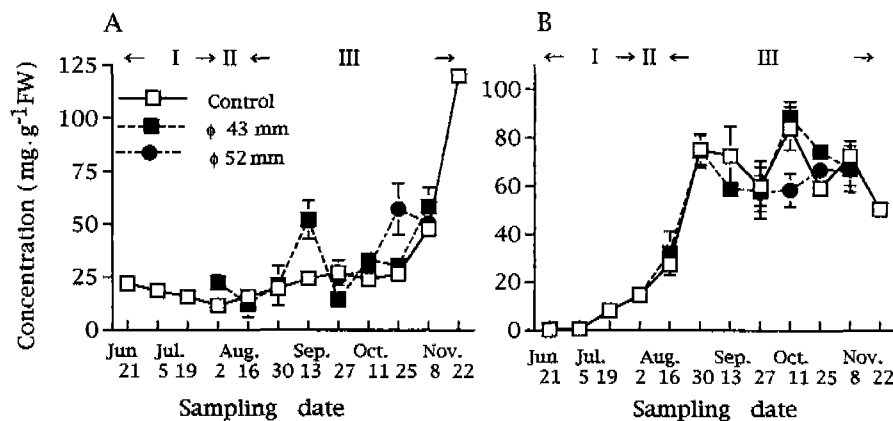 A
B
← I → II ← III →
← I → II ← III →
125
100
75
50
25
0
Concentration (mg·g⁻¹FW)
Control
ϕ 43 mm
ϕ 52 mm
100
80
60
40
20
0
Jun Jul. Aug. Sep. Oct. Nov.
21 5 19 2 16 30 13 27 11 25 8 22
Sampling date
Jun Jul. Aug. Sep. Oct. Nov.
21 5 19 2 16 30 13 27 11 25 8 22
Sampling date